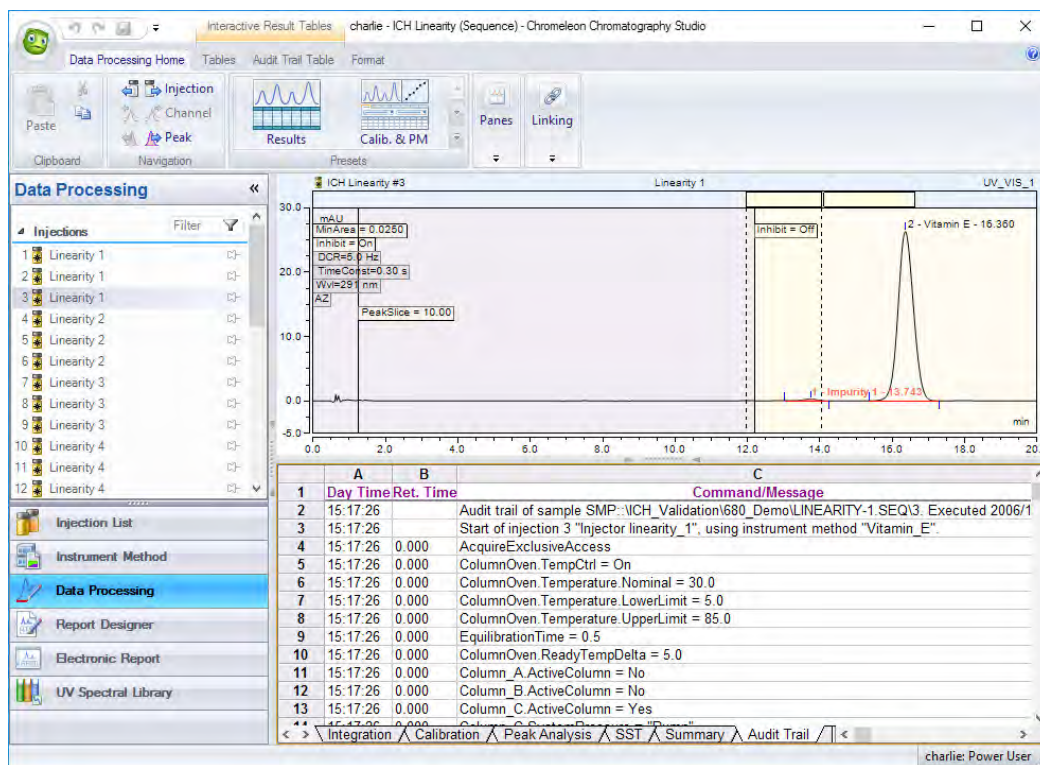 Interactive Result Tables charlie - ICH Linearity (Sequence) - Chromeleon Chromatography Studio
Data Processing Home Tables Audit Trail Table Format
Paste
Injection
Channel
Peak
Results
Calib. & PM
Panes
Linking
Clipboard Navigation Presets
Data Processing
Injections Filter
1 Linearity 1
2 Linearity 1
3 Linearity 1
4 Linearity 2
5 Linearity 2
6 Linearity 2
7 Linearity 3
8 Linearity 3
9 Linearity 3
10 Linearity 4
11 Linearity 4
12 Linearity 4
Injection List
Instrument Method
Data Processing
Report Designer
Electronic Report
UV Spectral Library
ICH Linearity #3 Linearity 1 UV_VIS_1
30.0
20.0
10.0
0.0
-5.0
mAU
MinArea = 0.0250
Inhibit = On
DCR=5.0 Hz
TimeConst=0.30 s
Wvl=291 nm
AZ
PeakSlice = 10.00
Inhibit = Off
2 - Vitamin E - 16.360
1 - Impurity 1 - 13.743
min
0.0 2.0 4.0 6.0 8.0 10.0 12.0 14.0 16.0 18.0 20.
A B C
1 Day Time Ret. Time Command/Message
2 15:17:26 Audit trail of sample SMP::\ICH_Validation\680_Demo\LINEARITY-1.SEQ\3. Executed 2006/1
3 15:17:26 Start of injection 3 "Injector linearity_1", using instrument method "Vitamin_E".
4 15:17:26 0.000 AcquireExclusiveAccess
5 15:17:26 0.000 ColumnOven.TempCtrl = On
6 15:17:26 0.000 ColumnOven.Temperature.Nominal = 30.0
7 15:17:26 0.000 ColumnOven.Temperature.LowerLimit = 5.0
8 15:17:26 0.000 ColumnOven.Temperature.UpperLimit = 85.0
9 15:17:26 0.000 EquilibrationTime = 0.5
10 15:17:26 0.000 ColumnOven.ReadyTempDelta = 5.0
11 15:17:26 0.000 Column_A.ActiveColumn = No
12 15:17:26 0.000 Column_B.ActiveColumn = No
13 15:17:26 0.000 Column_C.ActiveColumn = Yes
Integration Calibration Peak Analysis SST Summary Audit Trail
charlie: Power User